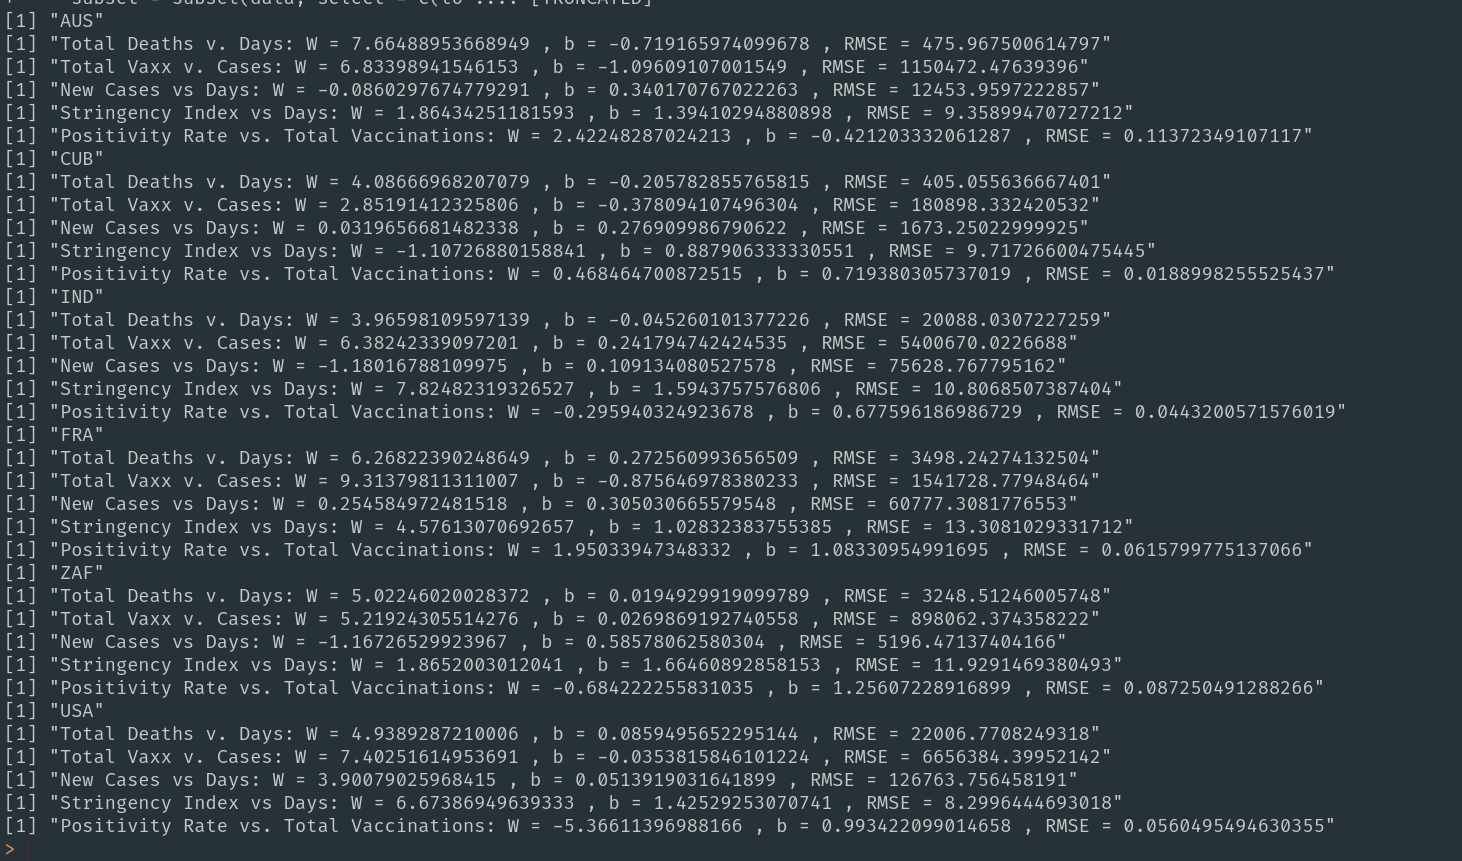 [1] "AUS"
[1] "Total Deaths v. Days: W = 7.66488953668949 , b = -0.719165974099678 , RMSE = 475.967500614797"
[1] "Total Vaxx v. Cases: W = 6.83398941546153 , b = -1.09609107001549 , RMSE = 1150472.47639396"
[1] "New Cases vs Days: W = -0.0860297674779291 , b = 0.340170767022263 , RMSE = 12453.9597222857"
[1] "Stringency Index vs Days: W = 1.86434251181593 , b = 1.39410294880898 , RMSE = 9.35899470727212"
[1] "Positivity Rate vs. Total Vaccinations: W = 2.42248287024213 , b = -0.421203332061287 , RMSE = 0.11372349107117"
[1] "CUB"
[1] "Total Deaths v. Days: W = 4.08666968207079 , b = -0.205782855765815 , RMSE = 405.055636667401"
[1] "Total Vaxx v. Cases: W = 2.85191412325806 , b = -0.378094107496304 , RMSE = 180898.332420532"
[1] "New Cases vs Days: W = 0.0319656681482338 , b = 0.276909986790622 , RMSE = 1673.25022999925"
[1] "Stringency Index vs Days: W = -1.10726880158841 , b = 0.887906333330551 , RMSE = 9.71726600475445"
[1] "Positivity Rate vs. Total Vaccinations: W = 0.468464700872515 , b = 0.719380305737019 , RMSE = 0.0188998255525437"
[1] "IND"
[1] "Total Deaths v. Days: W = 3.96598109597139 , b = -0.045260101377226 , RMSE = 20088.0307227259"
[1] "Total Vaxx v. Cases: W = 6.38242339097201 , b = 0.241794742424535 , RMSE = 5400670.0226688"
[1] "New Cases vs Days: W = -1.18016788109975 , b = 0.109134080527578 , RMSE = 75628.767795162"
[1] "Stringency Index vs Days: W = 7.82482319326527 , b = 1.5943757576806 , RMSE = 10.8068507387404"
[1] "Positivity Rate vs. Total Vaccinations: W = -0.295940324923678 , b = 0.677596186986729 , RMSE = 0.0443200571576019"
[1] "FRA"
[1] "Total Deaths v. Days: W = 6.26822390248649 , b = 0.272560993656509 , RMSE = 3498.24274132504"
[1] "Total Vaxx v. Cases: W = 9.31379811311007 , b = -0.875646978380233 , RMSE = 1541728.77948464"
[1] "New Cases vs Days: W = 0.254584972481518 , b = 0.305030665579548 , RMSE = 60777.3081776553"
[1] "Stringency Index vs Days: W = 4.57613070692657 , b = 1.02832383755385 , RMSE = 13.3081029331712"
[1] "Positivity Rate vs. Total Vaccinations: W = 1.95033947348332 , b = 1.08330954991695 , RMSE = 0.0615799775137066"
[1] "ZAF"
[1] "Total Deaths v. Days: W = 5.02246020028372 , b = 0.0194929919099789 , RMSE = 3248.51246005748"
[1] "Total Vaxx v. Cases: W = 5.21924305514276 , b = 0.0269869192740558 , RMSE = 898062.374358222"
[1] "New Cases vs Days: W = -1.16726529923967 , b = 0.58578062580304 , RMSE = 5196.47137404166"
[1] "Stringency Index vs Days: W = 1.8652003012041 , b = 1.66460892858153 , RMSE = 11.9291469380493"
[1] "Positivity Rate vs. Total Vaccinations: W = -0.684222255831035 , b = 1.25607228916899 , RMSE = 0.087250491288266"
[1] "USA"
[1] "Total Deaths v. Days: W = 4.9389287210006 , b = 0.0859495652295144 , RMSE = 22006.7708249318"
[1] "Total Vaxx v. Cases: W = 7.40251614953691 , b = -0.0353815846101224 , RMSE = 6656384.39952142"
[1] "New Cases vs Days: W = 3.90079025968415 , b = 0.0513919031641899 , RMSE = 126763.756458191"
[1] "Stringency Index vs Days: W = 6.67386949639333 , b = 1.42529253070741 , RMSE = 8.2996444693018"
[1] "Positivity Rate vs. Total Vaccinations: W = -5.36611396988166 , b = 0.993422099014658 , RMSE = 0.0560495494630355"
>